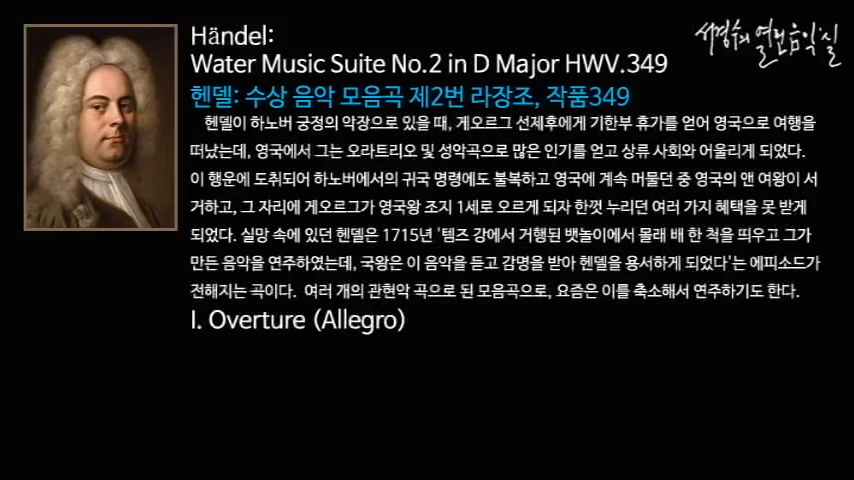 Händel:
Water Music Suite No.2 in D Major HWV.349
서경수의 열린음악실
헨델: 수상 음악 모음곡 제2번 라장조, 작품349
헨델이 하노버 궁정의 악장으로 있을 때, 게오르그 선제후에게 기한부 휴가를 얻어 영국으로 여행을
떠났는데, 영국에서 그는 오라트리오 및 성악곡으로 많은 인기를 얻고 상류 사회와 어울리게 되었다.
이 행운에 도취되어 하노버에서의 귀국 명령에도 불복하고 영국에 계속 머물던 중 영국의 앤 여왕이 서
거하고, 그 자리에 게오르그가 영국왕 조지 1세로 오르게 되자 한껏 누리던 여러 가지 혜택을 못 받게
되었다. 실망 속에 있던 헨델은 1715년 '템즈 강에서 거행된 뱃놀이에서 몰래 배 한 척을 띄우고 그가
만든 음악을 연주하였는데, 국왕은 이 음악을 듣고 감명을 받아 헨델을 용서하게 되었다'는 에피소드가
전해지는 곡이다. 여러 개의 관현악 곡으로 된 모음곡으로, 요즘은 이를 축소해서 연주하기도 한다.
I. Overture (Allegro)